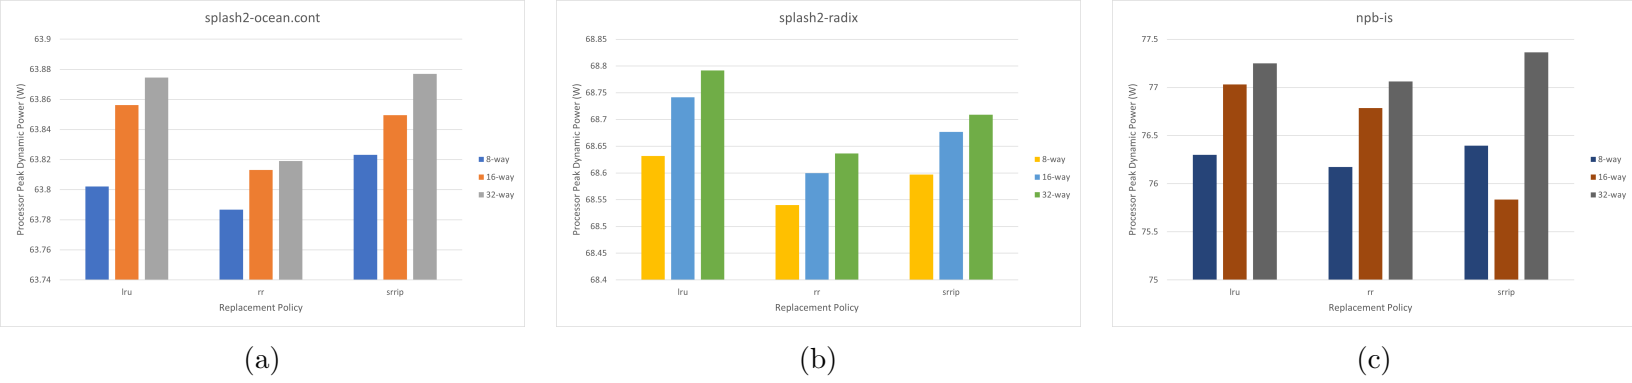 splash2-ocean.cont
63.9
63.88
63.86
63.84
63.82
63.8
63.78
63.76
63.74
Processor Peak Dynamic Power (W)
lru
rr
srrip
Replacement Policy
8-way
16-way
32-way
(a)
splash2-radix
68.85
68.8
68.75
68.7
68.65
68.6
68.55
68.5
68.45
68.4
Processor Peak Dynamic Power (W)
lru
rr
srrip
Replacement Policy
8-way
16-way
32-way
(b)
npb-is
77.5
77
76.5
76
75.5
75
Processor Peak Dynamic Power (W)
lru
rr
srrip
Replacement Policy
8-way
16-way
32-way
(c)